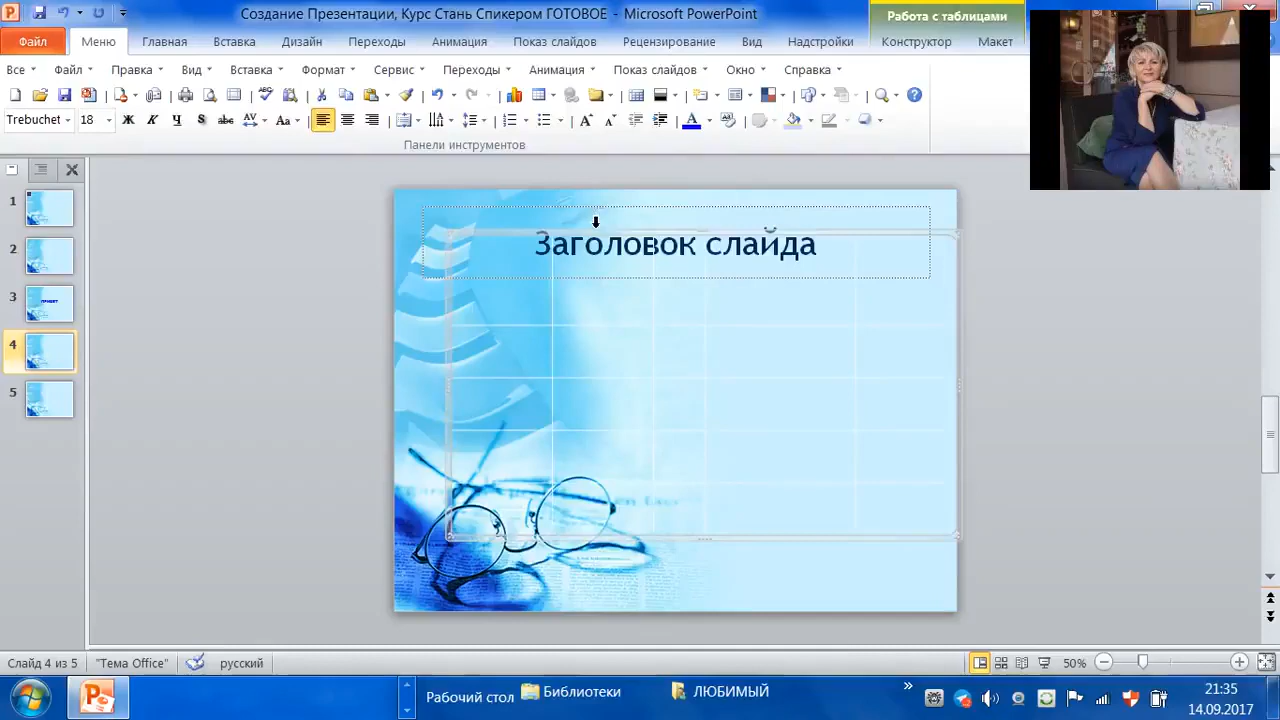 Создание Презентации, Курс Стань Спикером ГОТОВОЕ - Microsoft PowerPoint
Работа с таблицами
Файл Меню Главная Вставка Дизайн Переходы Анимация Показ слайдов Рецензирование Вид Надстройки Конструктор Макет
Все Файл Правка Вид Вставка Формат Сервис Переходы Анимация Показ слайдов Окно Справка
Trebuchet 18 Ж К Ч S abc AV Aa
Панели инструментов
1
2
3
4
5
Заголовок слайда
Слайд 4 из 5 "Тема Office" русский 50%
Рабочий стол Библиотеки ЛЮБИМЫЙ
21:35
14.09.2017